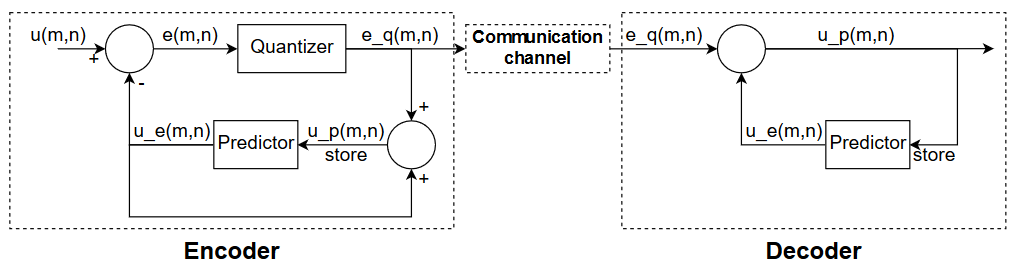 u(m,n)
+
-
e(m,n)
Quantizer
e_q(m,n)
Communication
channel
e_q(m,n)
u_p(m,n)
+
u_e(m,n)
Predictor
u_p(m,n)
store
+
u_e(m,n)
Predictor
store
Encoder
Decoder